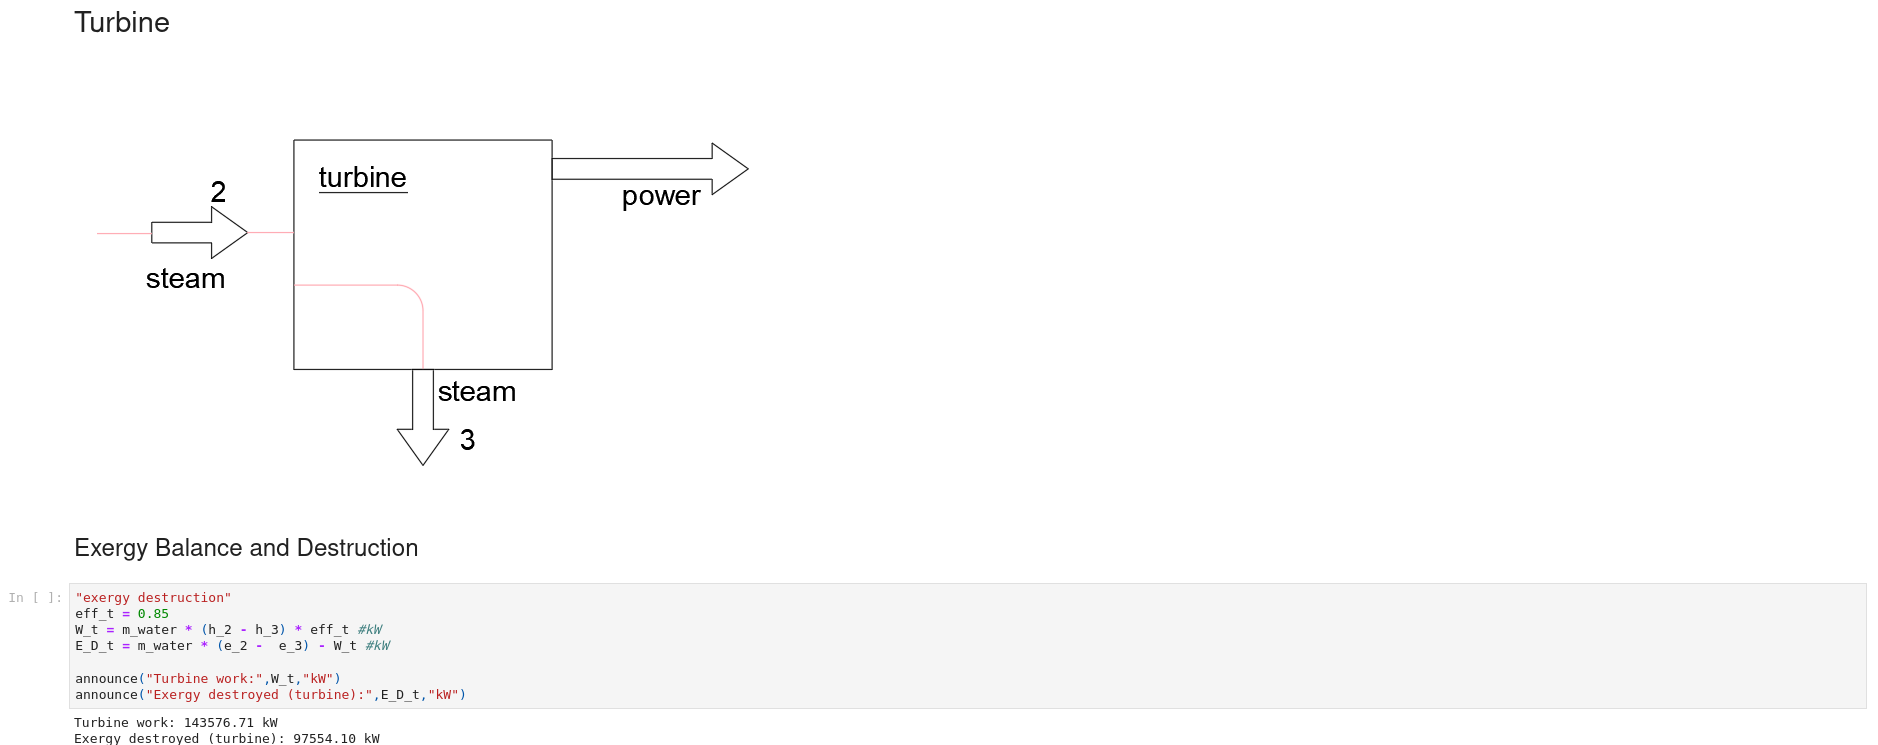 Turbine
turbine
power
2
steam
steam
3
Exergy Balance and Destruction
In [ ]:
"exergy destruction"
eff_t = 0.85
W_t = m_water * (h_2 - h_3) * eff_t #kW
E_D_t = m_water * (e_2 -  e_3) - W_t #kW
announce("Turbine work:",W_t,"kW")
announce("Exergy destroyed (turbine):",E_D_t,"kW")
Turbine work: 143576.71 kW
Exergy destroyed (turbine): 97554.10 kW